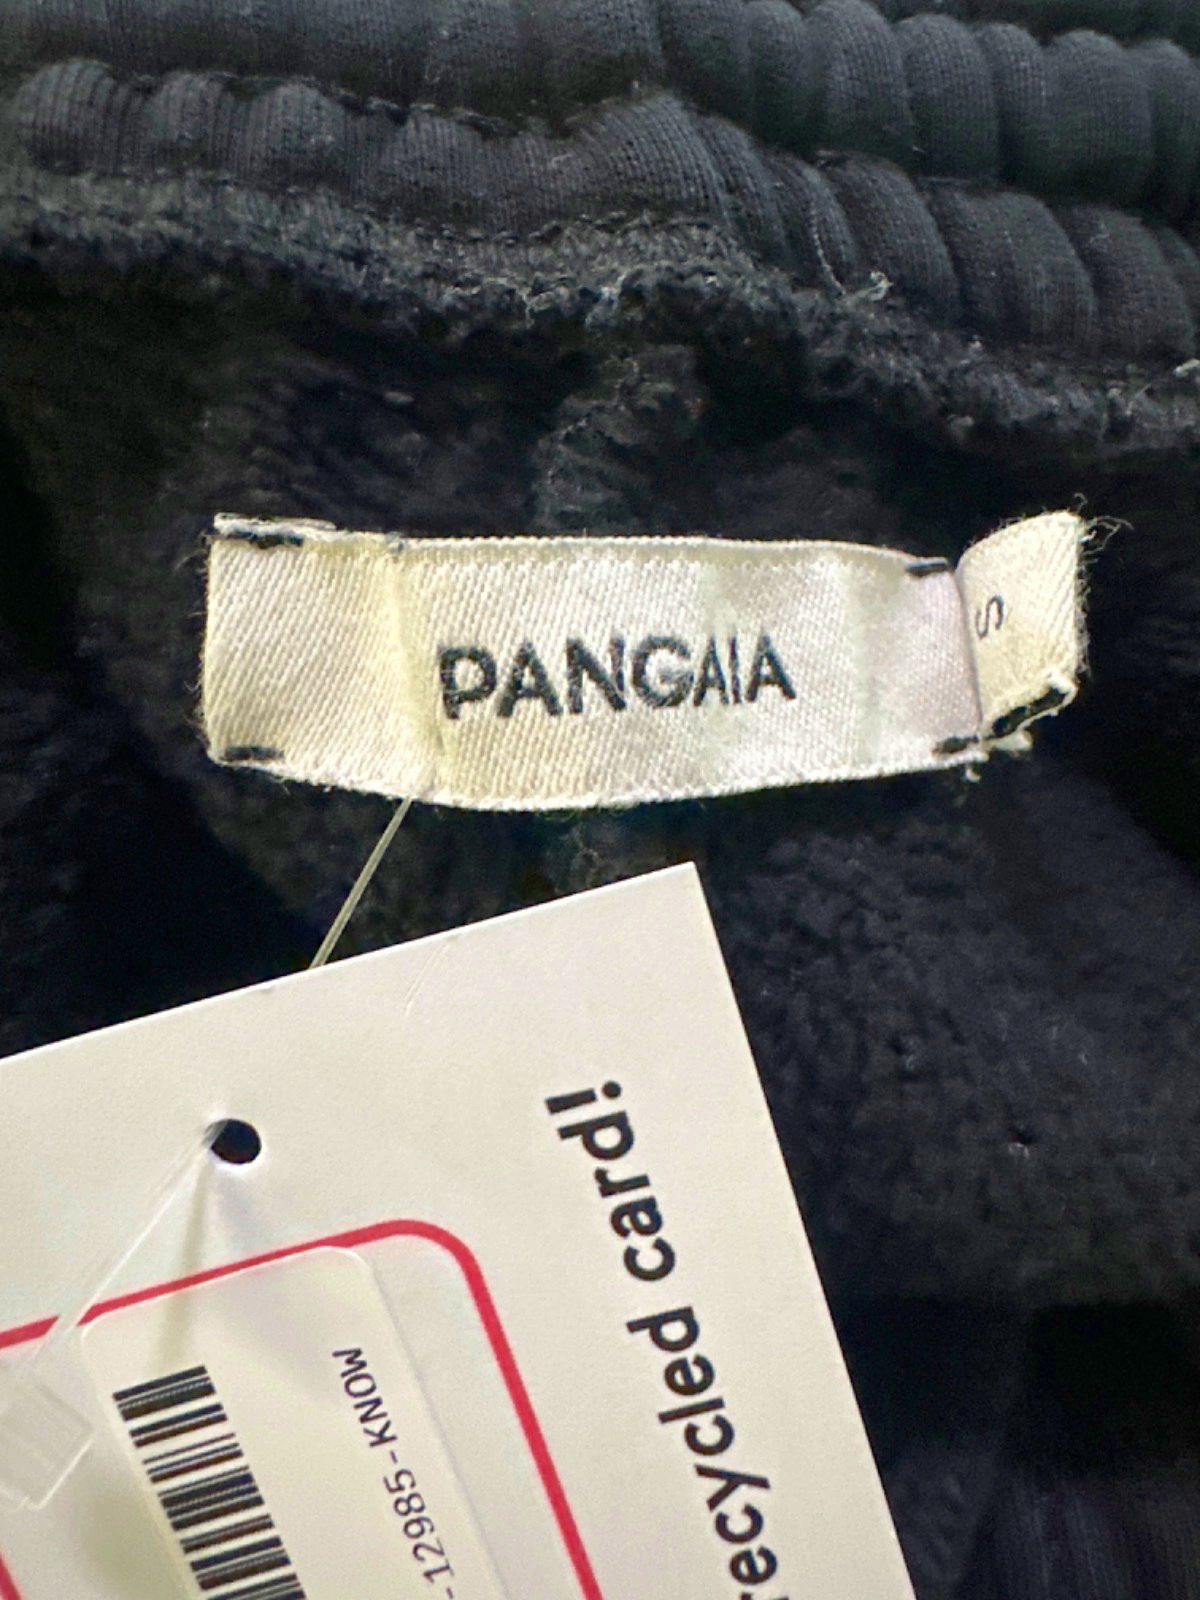 PANGAIA
S
recycled card!
-12985-KNOW